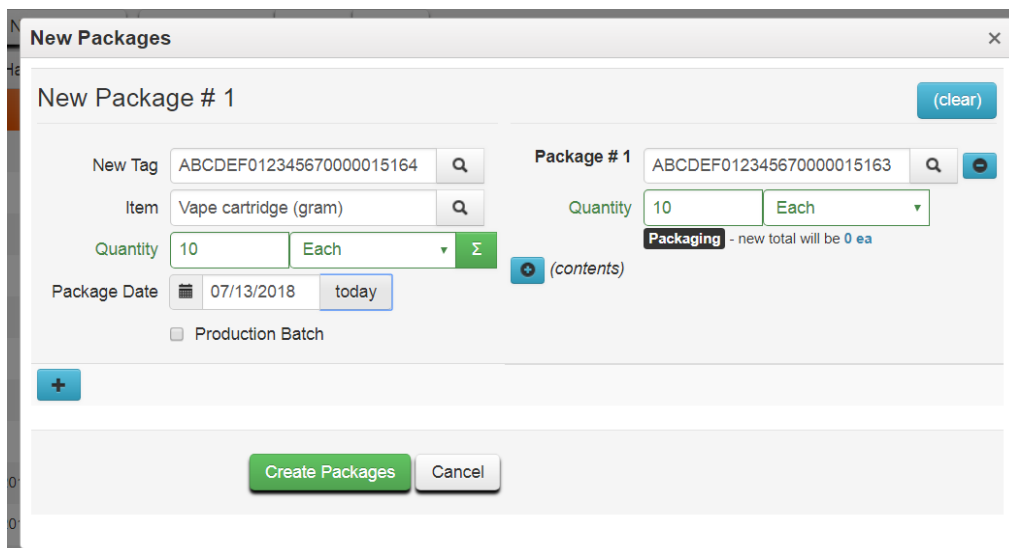 New Packages
×
New Package # 1
(clear)
New Tag ABCDEF012345670000015164
Package # 1 ABCDEF012345670000015163
Item Vape cartridge (gram)
Quantity 10 Each
Quantity 10 Each Σ
Packaging - new total will be 0 ea
(contents)
Package Date 07/13/2018 today
Production Batch
Create Packages Cancel